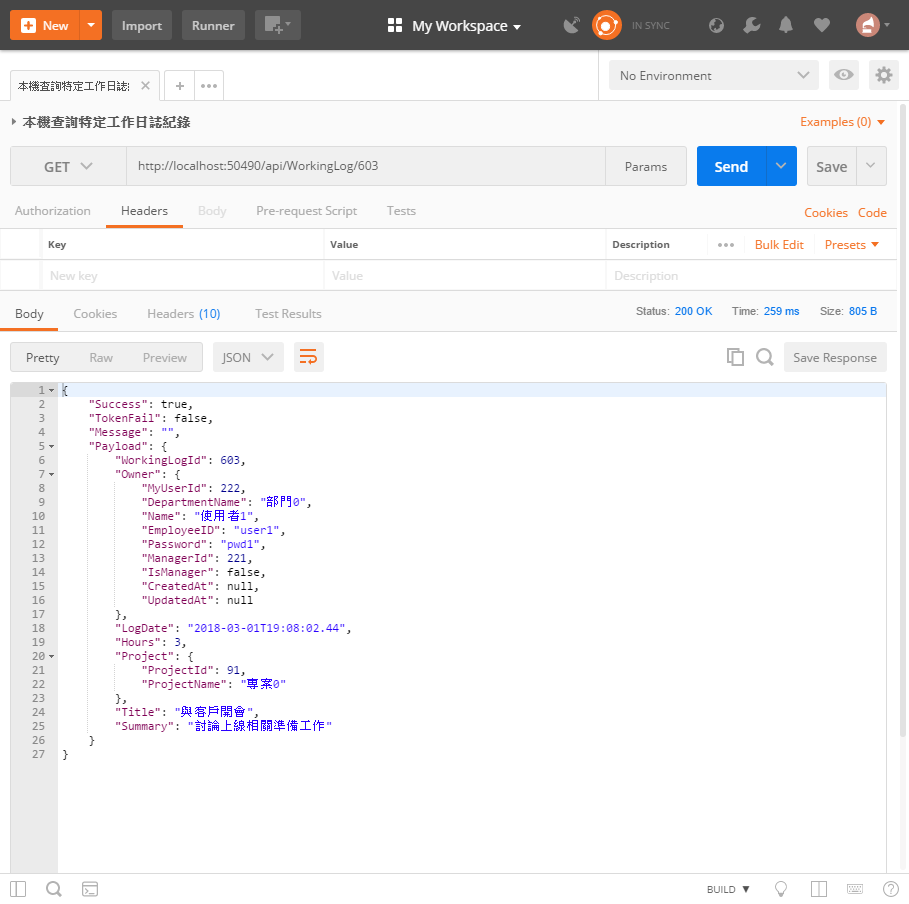 New Import Runner My Workspace IN SYNC
本機查詢特定工作日誌 No Environment
本機查詢特定工作日誌紀錄 Examples (0)
GET http://localhost:50490/api/WorkingLog/603 Params Send Save
Authorization Headers Body Pre-request Script Tests Cookies Code
Key Value Description Bulk Edit Presets
New key Value Description
Body Cookies Headers (10) Test Results Status: 200 OK Time: 259 ms Size: 805 B
Pretty Raw Preview JSON Save Response
1 {
2 "Success": true,
3 "TokenFail": false,
4 "Message": "",
5 "Payload": {
6 "WorkingLogId": 603,
7 "Owner": {
8 "MyUserId": 222,
9 "DepartmentName": "部門0",
10 "Name": "使用者1",
11 "EmployeeID": "user1",
12 "Password": "pwd1",
13 "ManagerId": 221,
14 "IsManager": false,
15 "CreatedAt": null,
16 "UpdatedAt": null
17 },
18 "LogDate": "2018-03-01T19:08:02.44",
19 "Hours": 3,
20 "Project": {
21 "ProjectId": 91,
22 "ProjectName": "專案0"
23 },
24 "Title": "與客戶開會",
25 "Summary": "討論上線相關準備工作"
26 }
27 }
BUILD